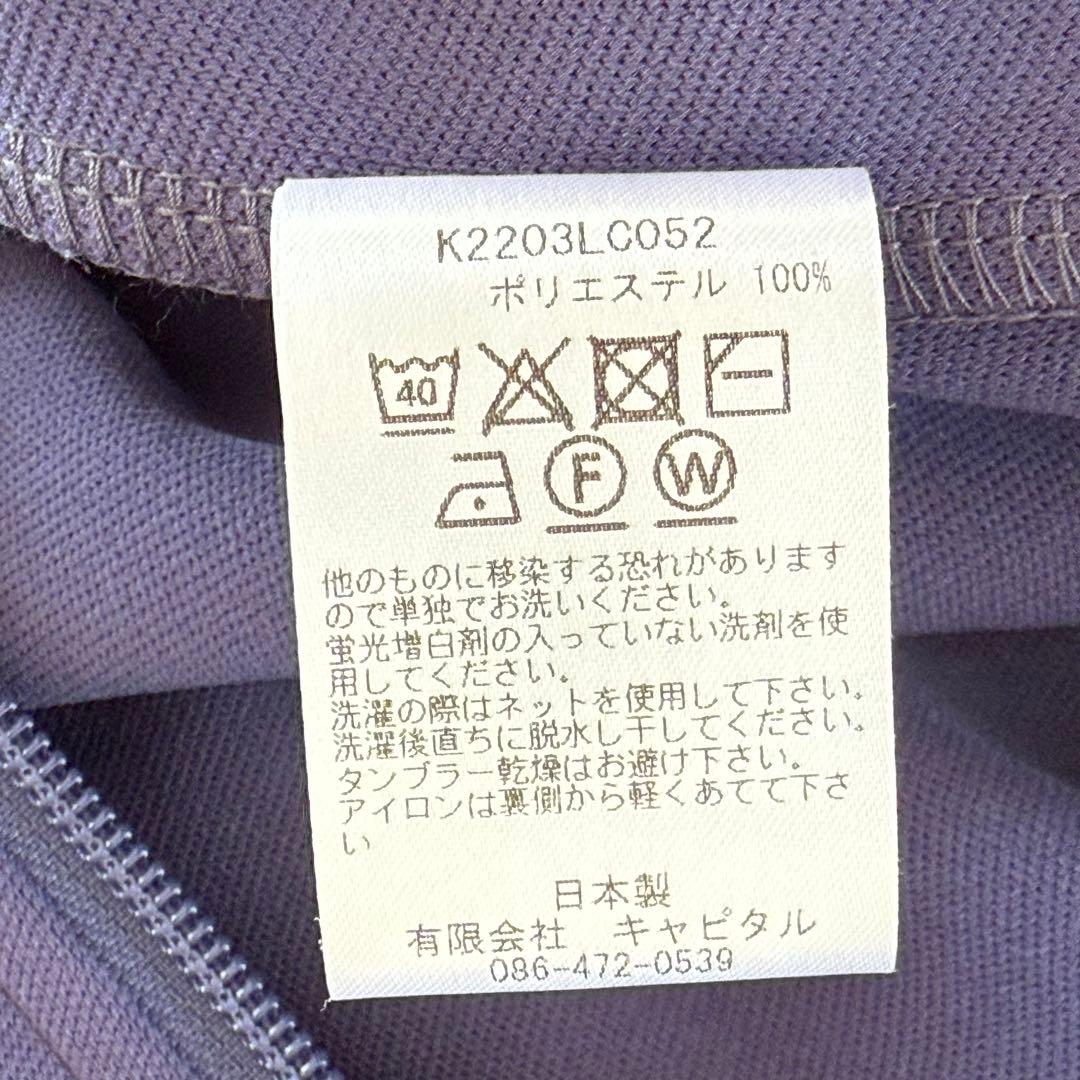 K2203LC052
ポリエステル 100%
40
F W
他のものに移染する恐れがあります
ので単独でお洗いください。
蛍光増白剤の入っていない洗剤を使
用してください。
洗濯の際はネットを使用して下さい。
洗濯後直ちに脱水し干してください。
タンブラー乾燥はお避け下さい。
アイロンは裏側から軽くあてて下さ
い
日本製
有限会社 キャピタル
086-472-0539